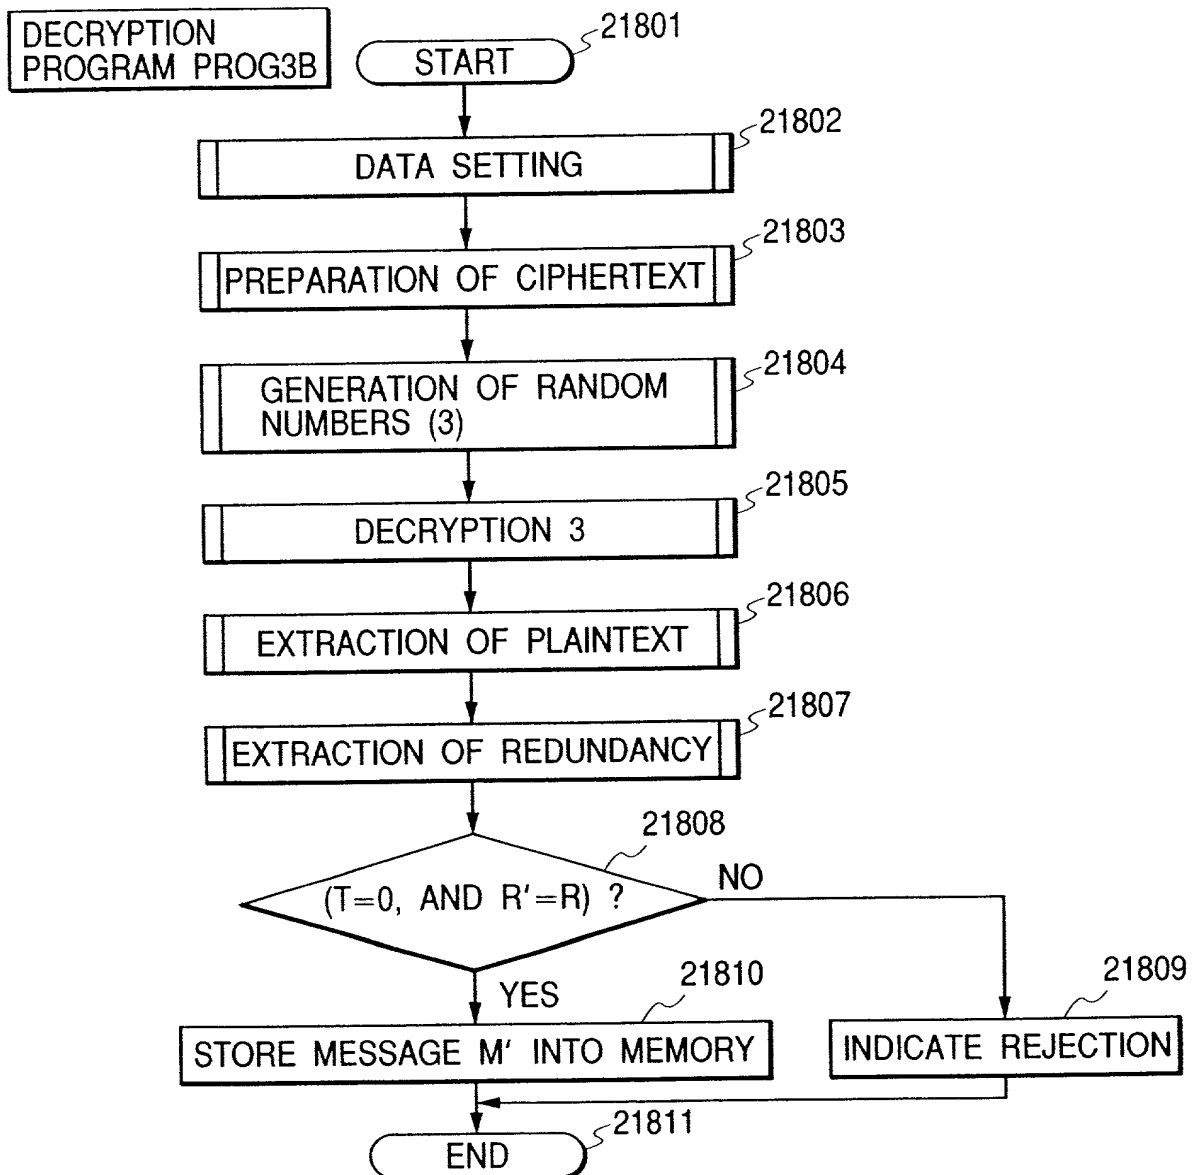 DECRYPTION
PROGRAM PROG3B
START
21801
21802
DATA SETTING
21803
PREPARATION OF CIPHERTEXT
21804
GENERATION OF RANDOM
NUMBERS (3)
21805
DECRYPTION 3
21806
EXTRACTION OF PLAINTEXT
21807
EXTRACTION OF REDUNDANCY
21808
(T=0, AND R'=R) ?
NO
YES
21810
STORE MESSAGE M' INTO MEMORY
21809
INDICATE REJECTION
21811
END